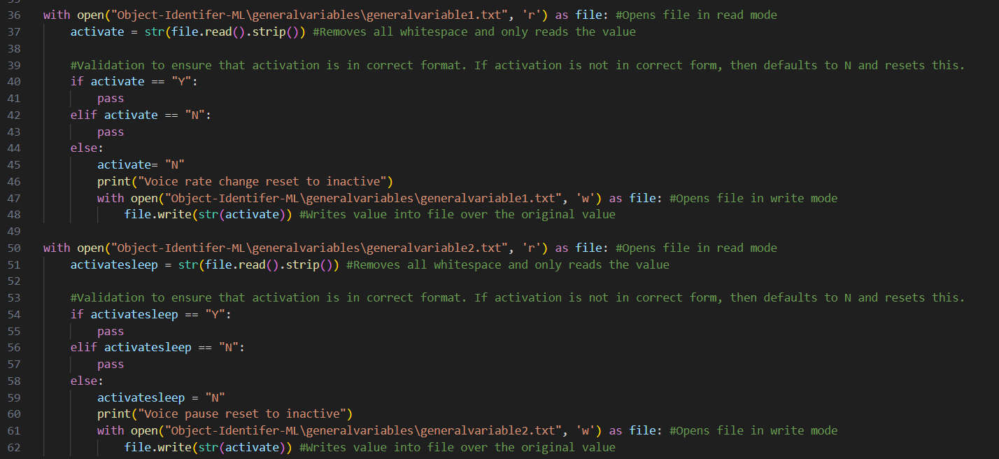 36 with open("Object-Identifer-ML\generalvariables\generalvariable1.txt", 'r') as file: #Opens file in read mode
37 activate = str(file.read().strip()) #Removes all whitespace and only reads the value
38
39 #Validation to ensure that activation is in correct format. If activation is not in correct form, then defaults to N and resets this.
40 if activate == "Y":
41 pass
42 elif activate == "N":
43 pass
44 else:
45 activate= "N"
46 print("Voice rate change reset to inactive")
47 with open("Object-Identifer-ML\generalvariables\generalvariable1.txt", 'w') as file: #Opens file in write mode
48 file.write(str(activate)) #Writes value into file over the original value
49
50 with open("Object-Identifer-ML\generalvariables\generalvariable2.txt", 'r') as file: #Opens file in read mode
51 activatesleep = str(file.read().strip()) #Removes all whitespace and only reads the value
52
53 #Validation to ensure that activation is in correct format. If activation is not in correct form, then defaults to N and resets this.
54 if activatesleep == "Y":
55 pass
56 elif activatesleep == "N":
57 pass
58 else:
59 activatesleep = "N"
60 print("Voice pause reset to inactive")
61 with open("Object-Identifer-ML\generalvariables\generalvariable2.txt", 'w') as file: #Opens file in write mode
62 file.write(str(activate)) #Writes value into file over the original value